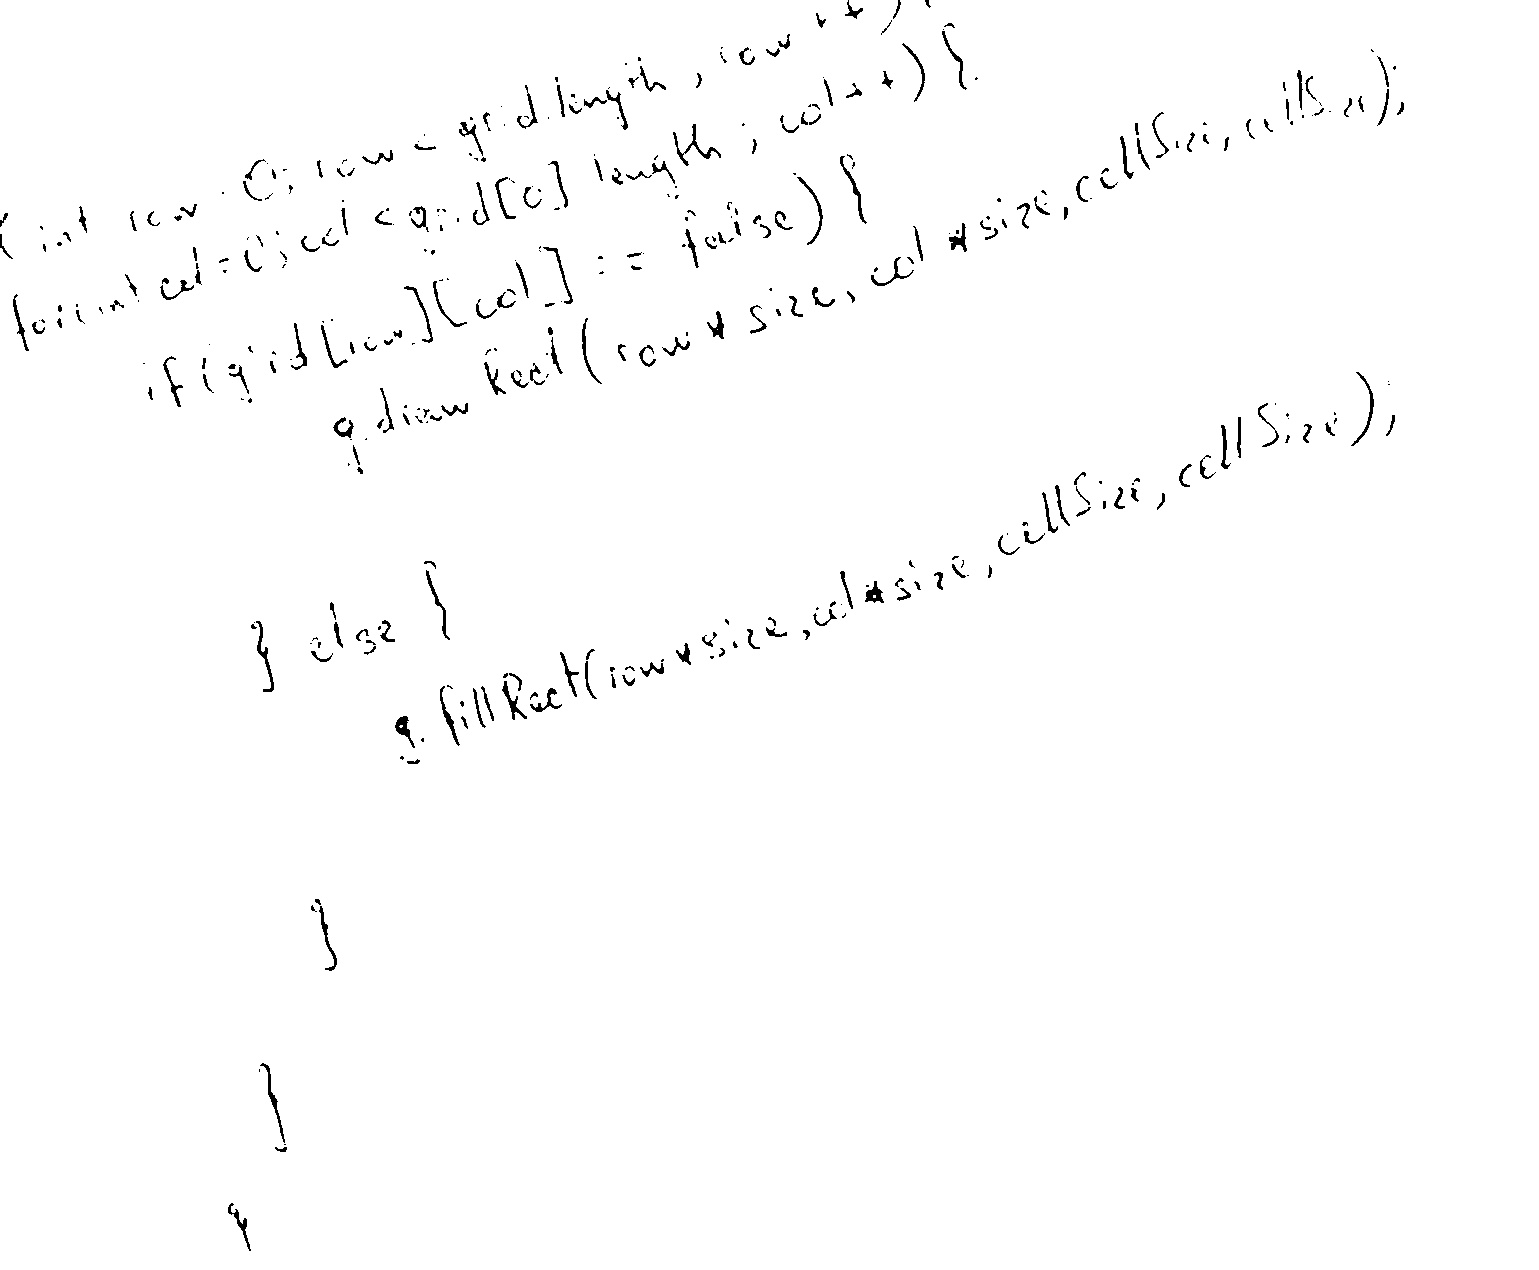 ( int row = 0; row < grid.length; row++) {
for(int col = 0; col < grid[0].length; col++) {
if (grid[row][col] == false) {
g.drawRect(row * size, col * size, cellSize, cellSize);
} else {
g.fillRect(row * size, col * size, cellSize, cellSize);
}
}
}